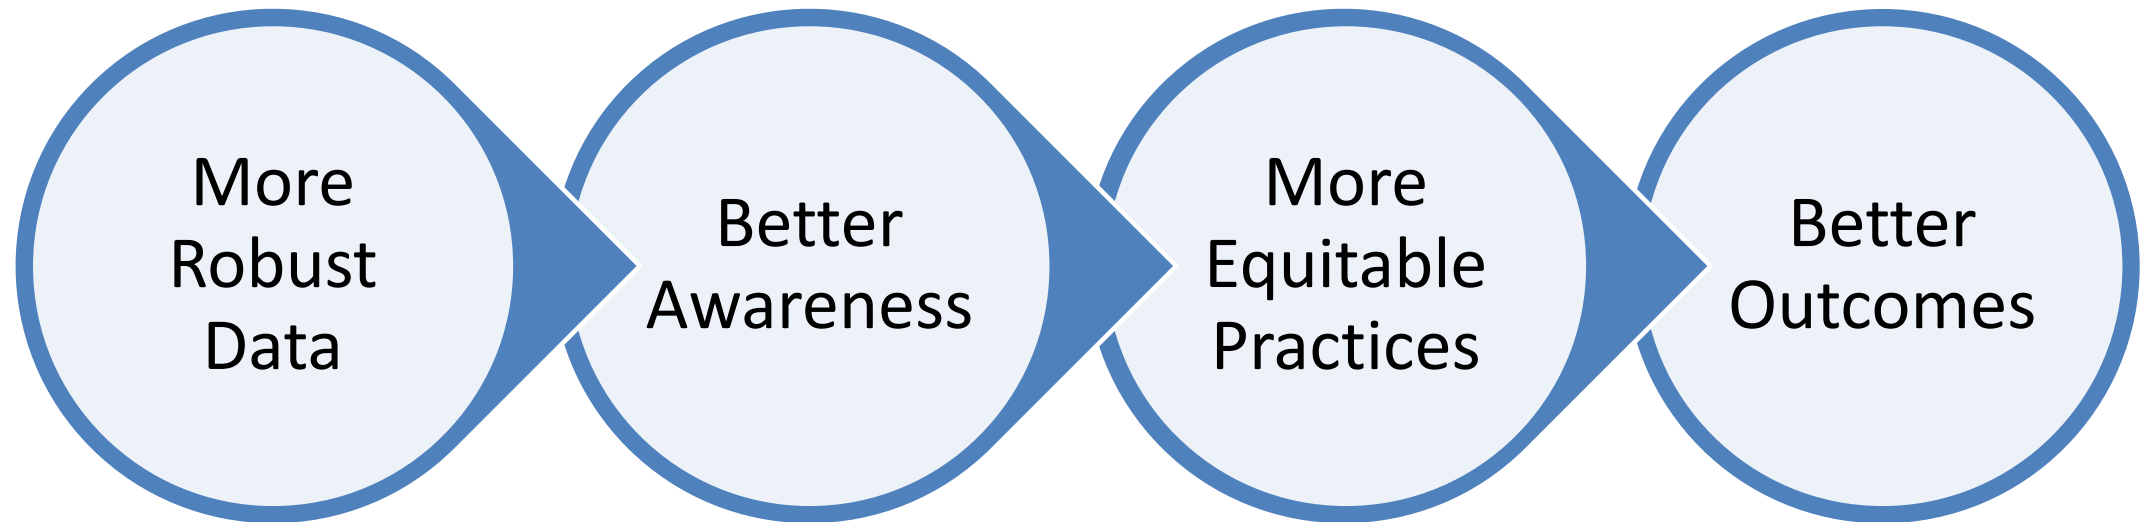 More
Robust
Data
Better
Awareness
More
Equitable
Practices
Better
Outcomes